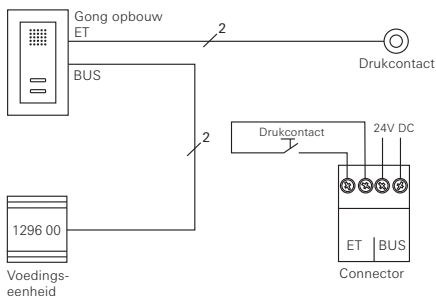 Gong opbouw
ET
2
Drukcontact
BUS
2
Drukcontact
24V DC
1296 00
ET
BUS
Voedings-
eenheid
Connector